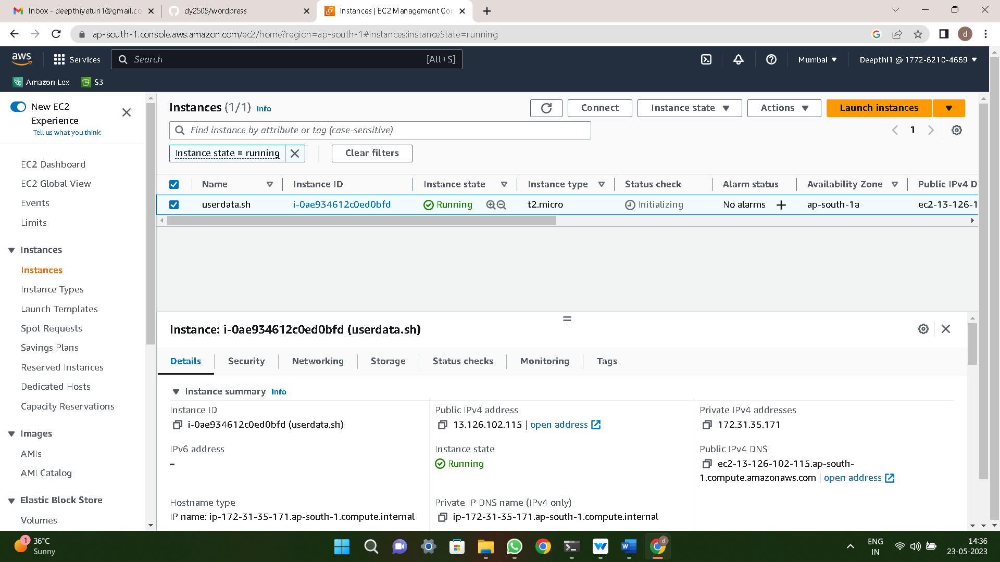 Inbox - deepthiyeturi1@gmail.co
dy2505/wordpress
Instances | EC2 Management Con
ap-south-1.console.aws.amazon.com/ec2/home?region=ap-south-1#Instances:instanceState=running
d
aws
Services
Search
[Alt+S]
Mumbai
Deepthi1 @ 1772-6210-4669
Amazon Lex
S3
New EC2
Experience
Tell us what you think
EC2 Dashboard
EC2 Global View
Events
Limits
Instances
Instances
Instance Types
Launch Templates
Spot Requests
Savings Plans
Reserved Instances
Dedicated Hosts
Capacity Reservations
Images
AMIs
AMI Catalog
Elastic Block Store
Volumes
Instances (1/1) Info
Connect
Instance state
Actions
Launch instances
Find instance by attribute or tag (case-sensitive)
1
Instance state = running
Clear filters
Name Instance ID Instance state Instance type Status check Alarm status Availability Zone Public IPv4 D
userdata.sh i-0ae934612c0ed0bfd Running t2.micro Initializing No alarms + ap-south-1a ec2-13-126-1
Instance: i-0ae934612c0ed0bfd (userdata.sh)
Details Security Networking Storage Status checks Monitoring Tags
Instance summary Info
Instance ID
i-0ae934612c0ed0bfd (userdata.sh)
Public IPv4 address
13.126.102.115 | open address
Private IPv4 addresses
172.31.35.171
IPv6 address
–
Instance state
Running
Public IPv4 DNS
ec2-13-126-102-115.ap-south-
1.compute.amazonaws.com | open address
Hostname type
IP name: ip-172-31-35-171.ap-south-1.compute.internal
Private IP DNS name (IPv4 only)
ip-172-31-35-171.ap-south-1.compute.internal
1
36°C
Sunny
d
ENG
IN
14:36
23-05-2023